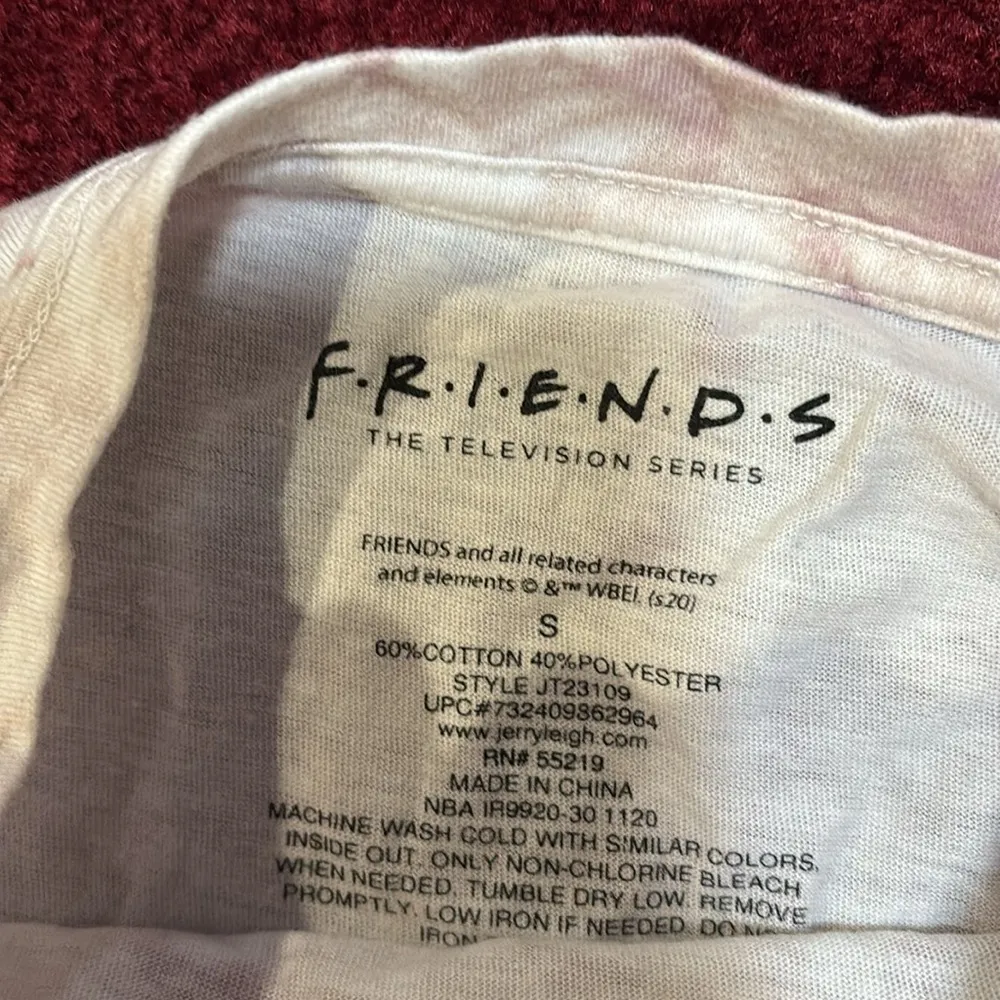 F·R·I·E·N·D·S
THE TELEVISION SERIES
FRIENDS and all related characters
and elements © &™ WBEI. (s20)
S
60%COTTON 40%POLYESTER
STYLE JT23109
UPC#732409862964
www.jerryleigh.com
RN# 55219
MADE IN CHINA
NBA IR9920-30 1120
MACHINE WASH COLD WITH SIMILAR COLORS,
INSIDE OUT. ONLY NON-CHLORINE BLEACH
WHEN NEEDED. TUMBLE DRY LOW. REMOVE
PROMPTLY. LOW IRON IF NEEDED. DO
IRON